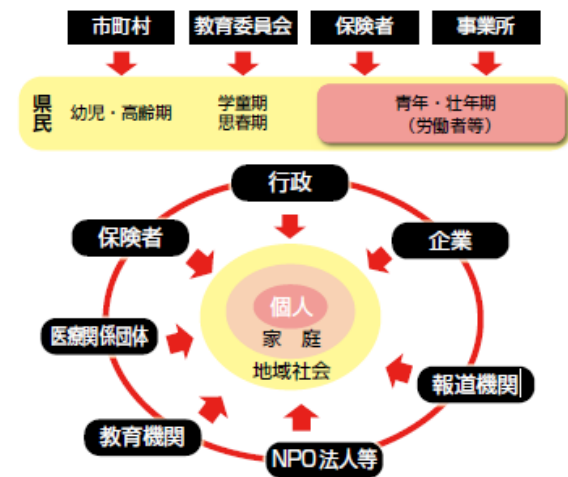 市町村
教育委員会
保険者
事業所
県民
幼児・高齢期
学童期
思春期
青年・壮年期
（労働者等）
行政
保険者
企業
個人
家 庭
地域社会
医療関係団体
報道機関
教育機関
NPO法人等